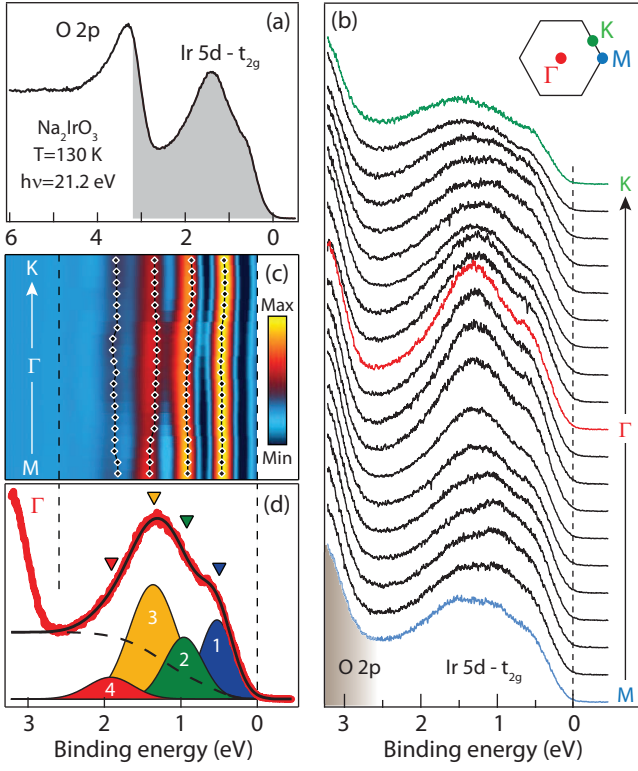 (a)
O 2p
Ir 5d - t2g
Na2IrO3
T=130 K
hν=21.2 eV
6 4 2 0
(b)
K
Γ
M
K
Γ
M
O 2p
Ir 5d - t2g
3 2 1 0
Binding energy (eV)
(c)
K
Γ
M
Max
Min
(d)
Γ
1
2
3
4
3 2 1 0
Binding energy (eV)